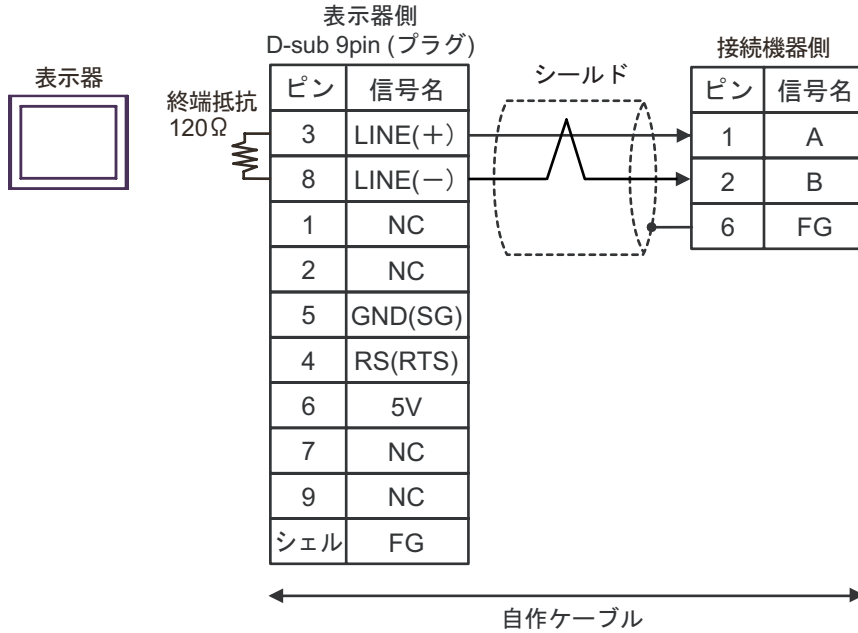 表示器側
D-sub 9pin (プラグ)
接続機器側
表示器
シールド
終端抵抗
120Ω
ピン 信号名
3 LINE(+)
8 LINE(-)
1 NC
2 NC
5 GND(SG)
4 RS(RTS)
6 5V
7 NC
9 NC
シェル FG
ピン 信号名
1 A
2 B
6 FG
自作ケーブル